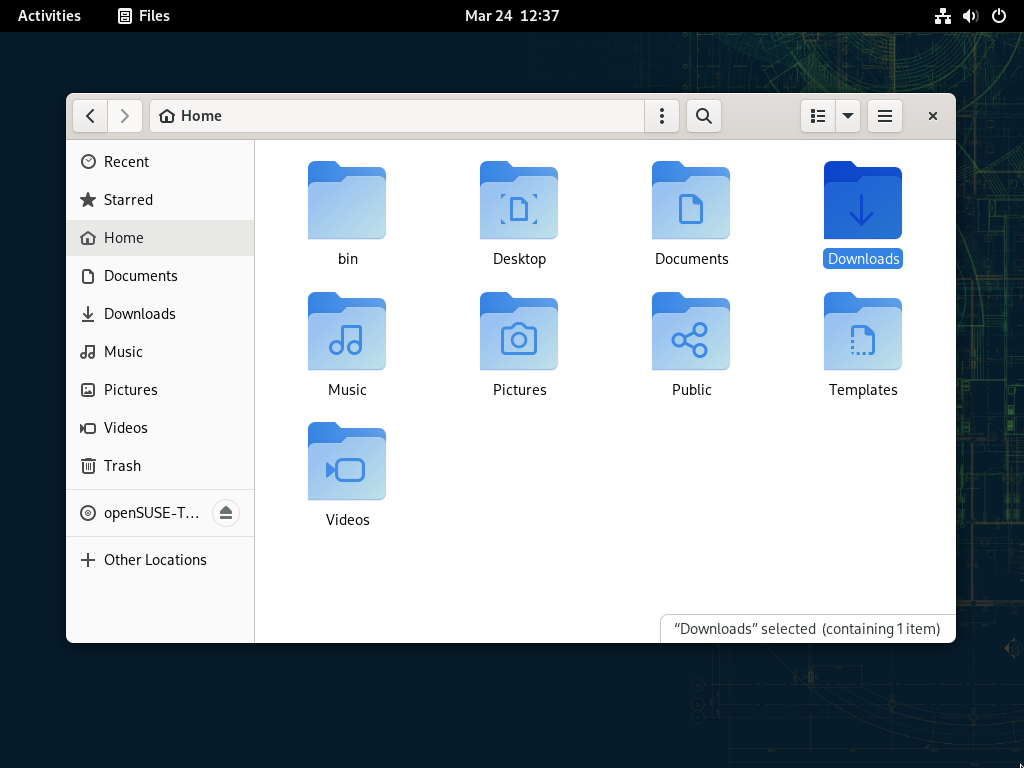 Activities Files Mar 24 12:37
Home
Recent
Starred
Home
Documents
Downloads
Music
Pictures
Videos
Trash
openSUSE-T...
Other Locations
bin Desktop Documents Downloads
Music Pictures Public Templates
Videos
“Downloads” selected (containing 1 item)